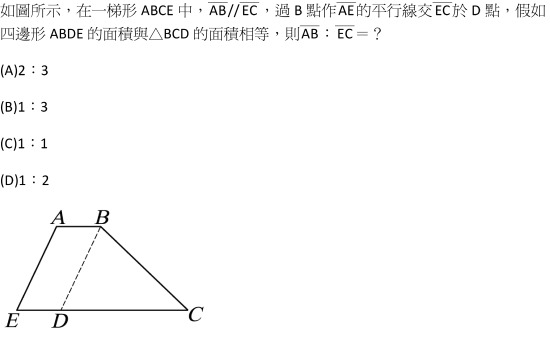 如圖所示，在一梯形 ABCE 中，AB//EC，過 B 點作AE的平行線交EC於 D 點，假如
四邊形 ABDE 的面積與△BCD 的面積相等，則AB：EC＝？
(A)2：3
(B)1：3
(C)1：1
(D)1：2
A B
E D C